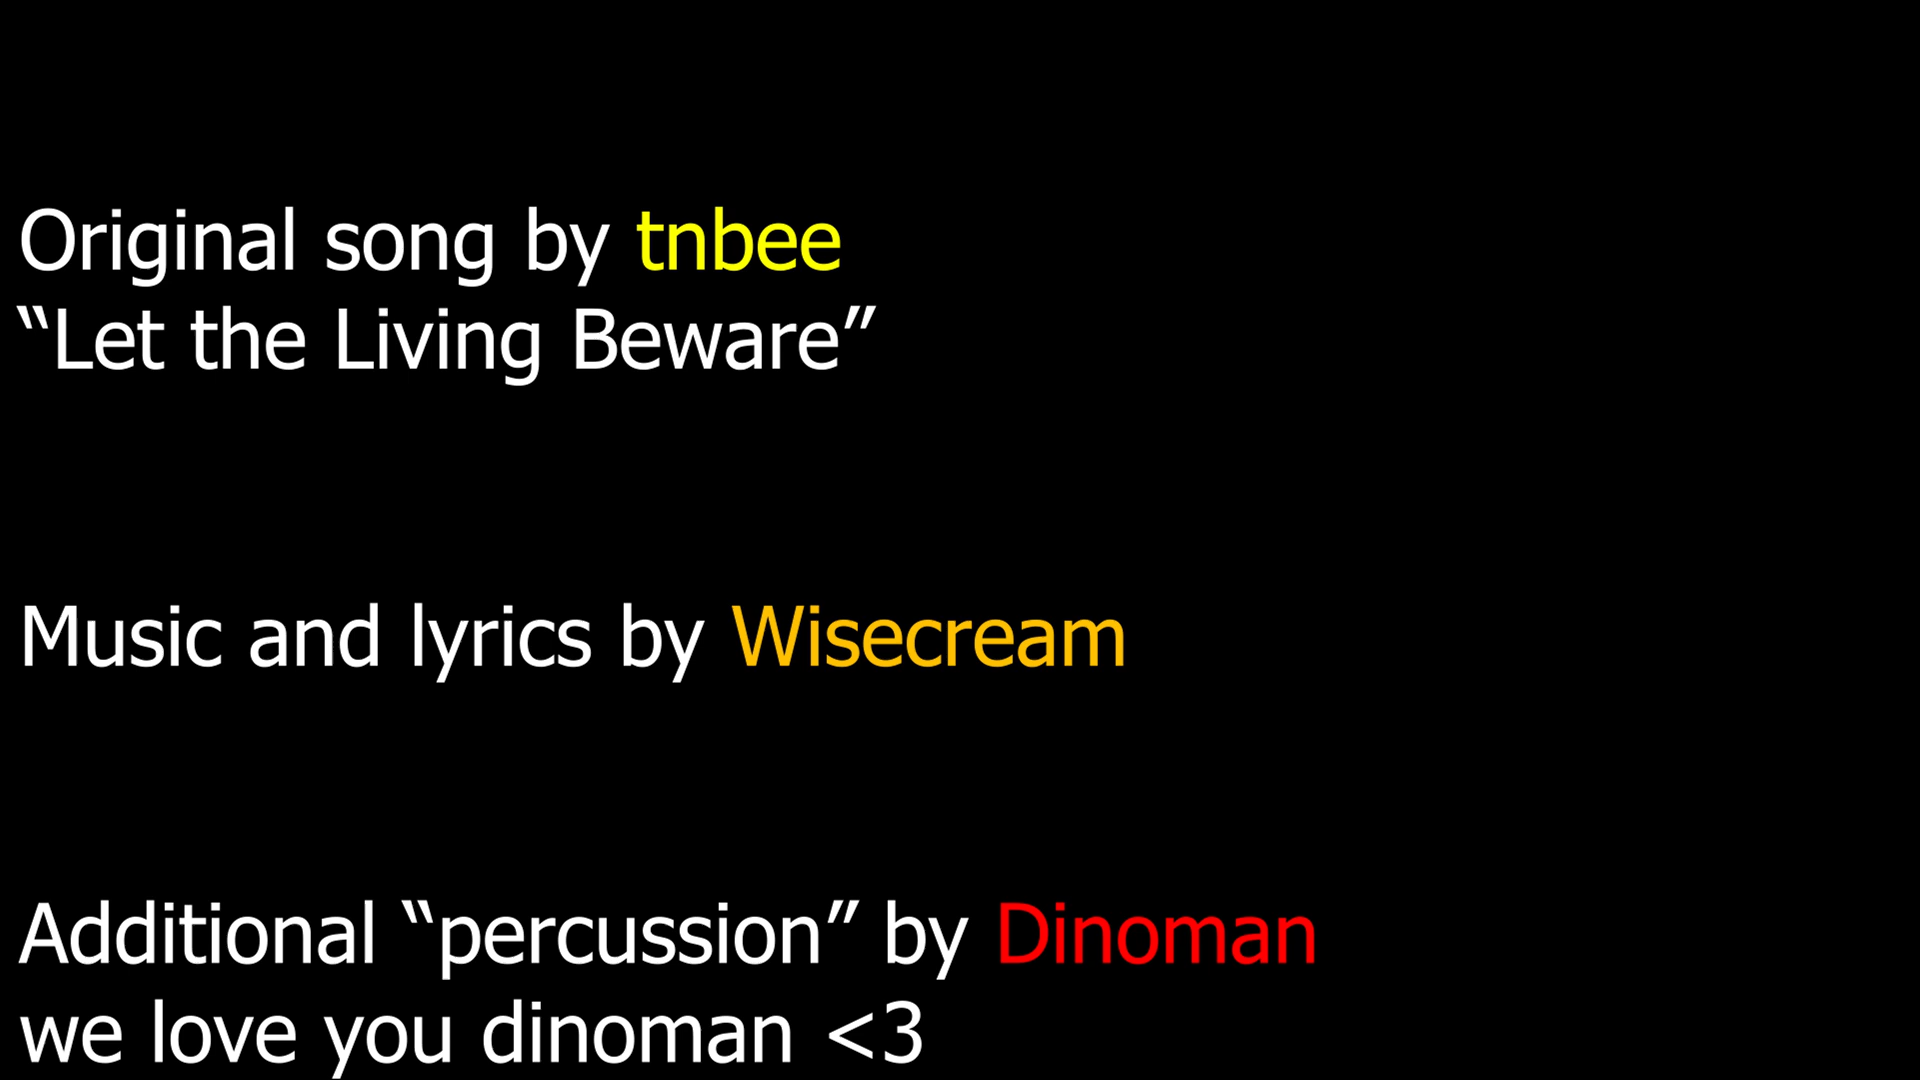 Original song by tnbee
“Let the Living Beware”
Music and lyrics by Wisecream
Additional “percussion” by Dinoman
we love you dinoman <3